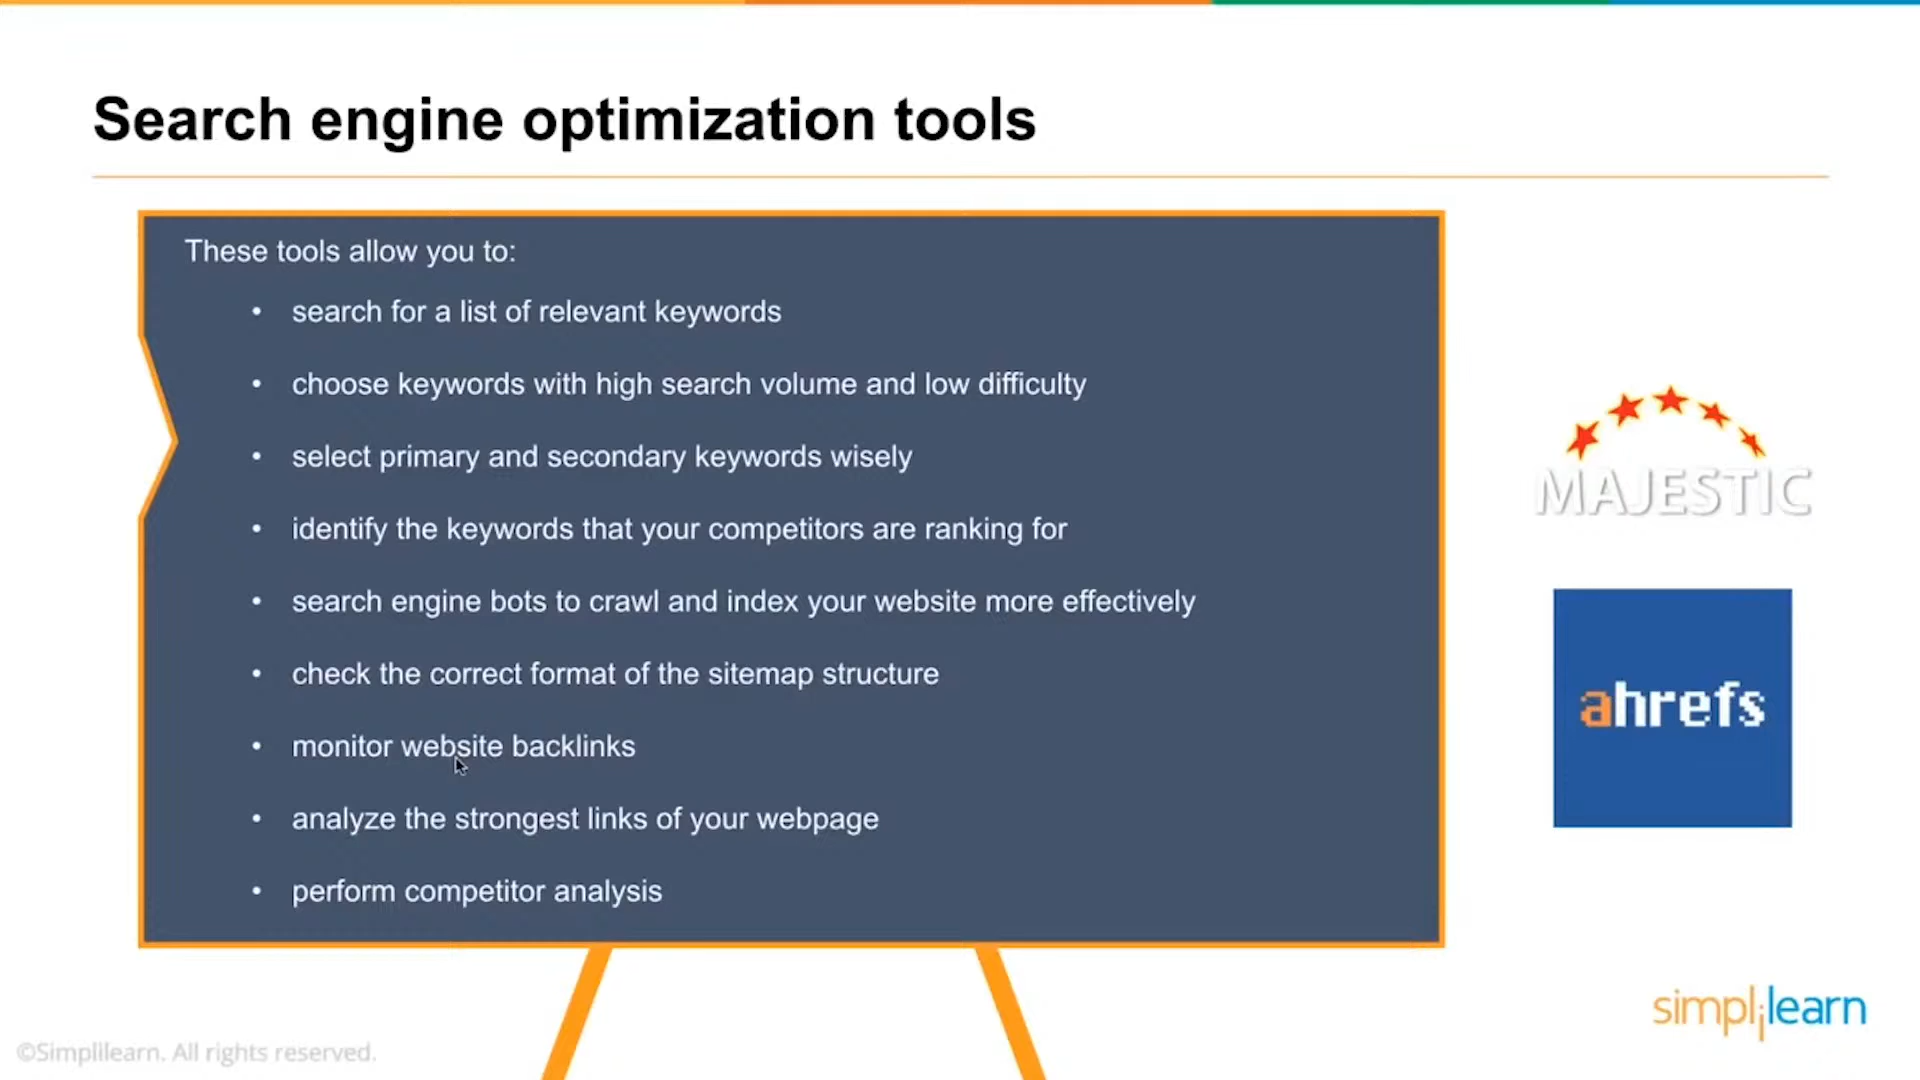 Search engine optimization tools
These tools allow you to:
• search for a list of relevant keywords
• choose keywords with high search volume and low difficulty
• select primary and secondary keywords wisely
• identify the keywords that your competitors are ranking for
• search engine bots to crawl and index your website more effectively
• check the correct format of the sitemap structure
• monitor website backlinks
• analyze the strongest links of your webpage
• perform competitor analysis
MAJESTIC
ahrefs
simplilearn
©Simplilearn. All rights reserved.